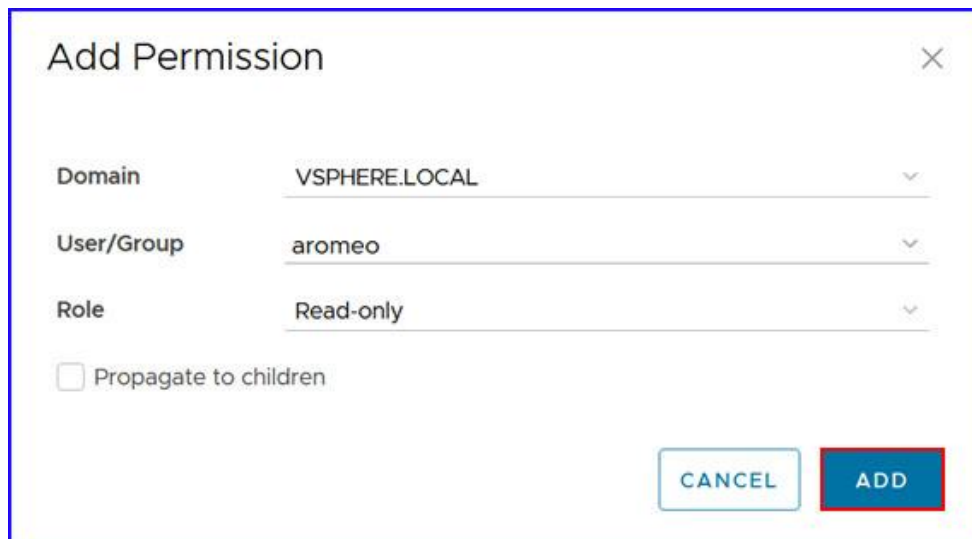 Add Permission
Domain VSPHERE.LOCAL
User/Group aromeo
Role Read-only
Propagate to children
CANCEL ADD